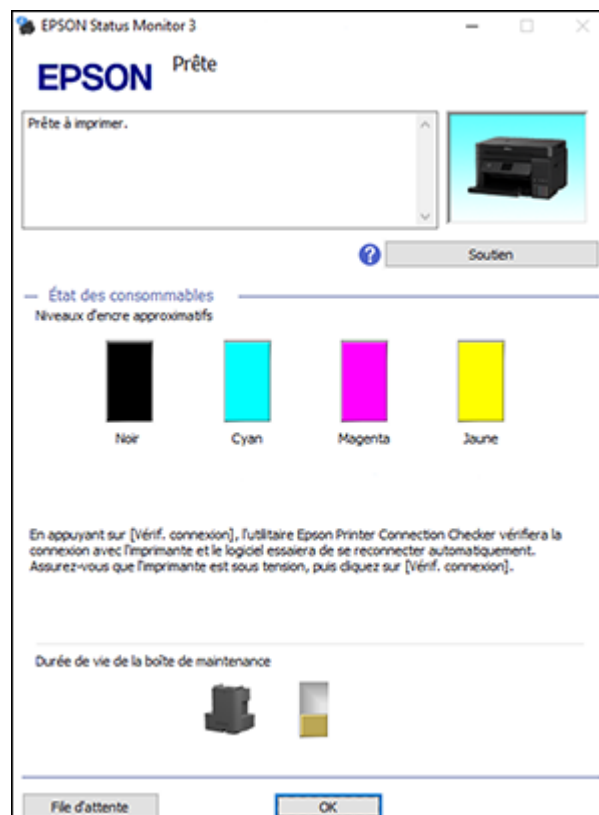 EPSON Status Monitor 3
EPSON
Prête
Prête à imprimer.
?
Soutien
État des consommables
Niveaux d'encre approximatifs
Noir Cyan Magenta Jaune
En appuyant sur [Vérif. connexion], l'utilitaire Epson Printer Connection Checker vérifiera la
connexion avec l'imprimante et le logiciel essaiera de se reconnecter automatiquement.
Assurez-vous que l'imprimante est sous tension, puis cliquez sur [Vérif. connexion].
Durée de vie de la boîte de maintenance
File d'attente OK